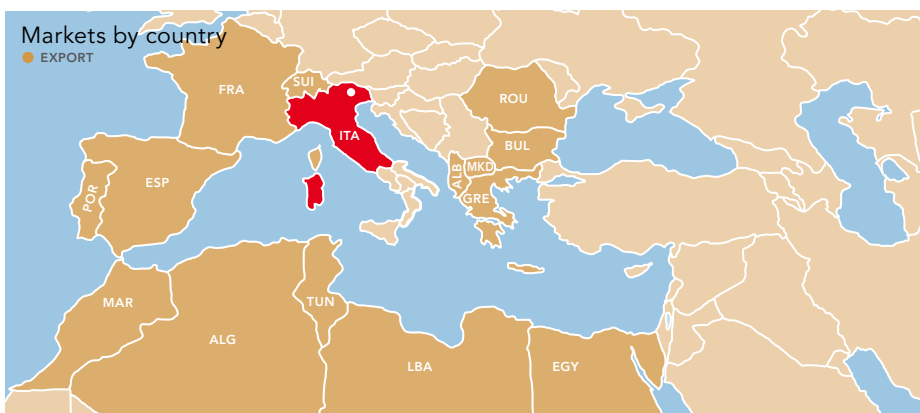 Markets by country
EXPORT
FRA
SUI
ITA
ROU
BUL
MKD
ALB
GRE
ESP
POR
MAR
ALG
TUN
LBA
EGY